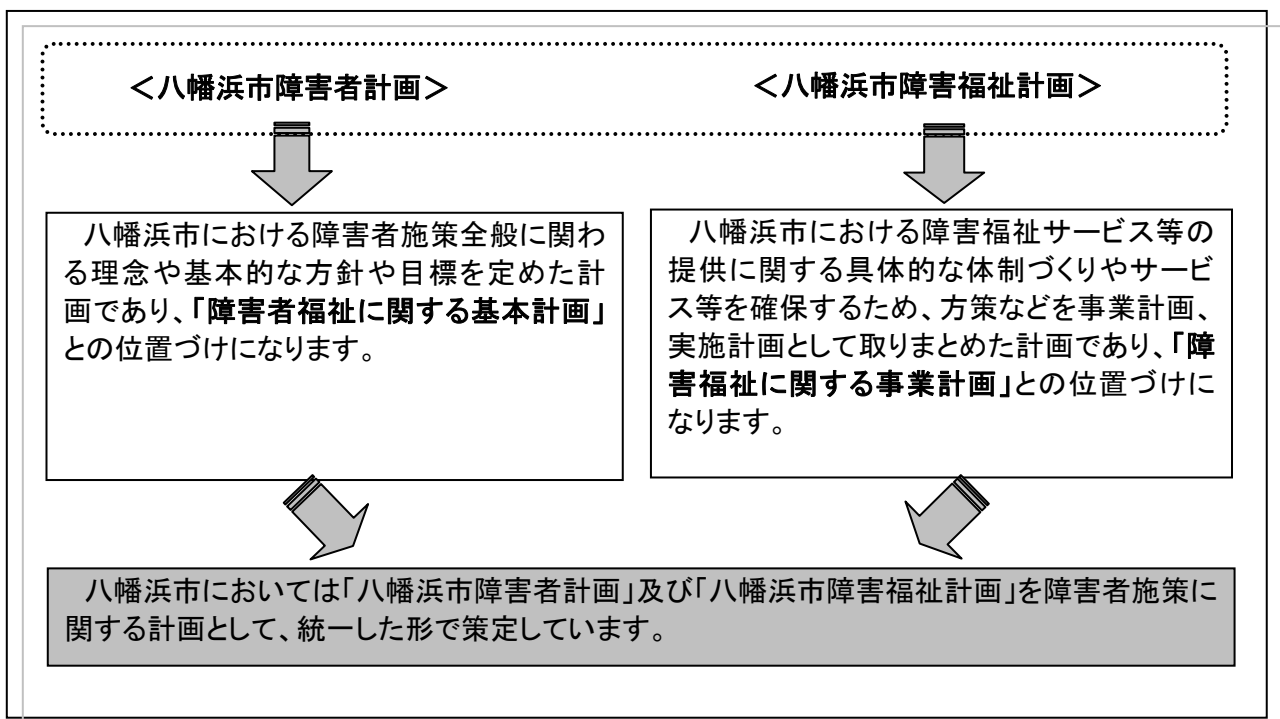 ＜八幡浜市障害者計画＞
＜八幡浜市障害福祉計画＞
八幡浜市における障害者施策全般に関わ
る理念や基本的な方針や目標を定めた計
画であり、「障害者福祉に関する基本計画」
との位置づけになります。
八幡浜市における障害福祉サービス等の
提供に関する具体的な体制づくりやサービ
ス等を確保するため、方策などを事業計画、
実施計画として取りまとめた計画であり、「障
害福祉に関する事業計画」との位置づけに
なります。
八幡浜市においては「八幡浜市障害者計画」及び「八幡浜市障害福祉計画」を障害者施策に
関する計画として、統一した形で策定しています。